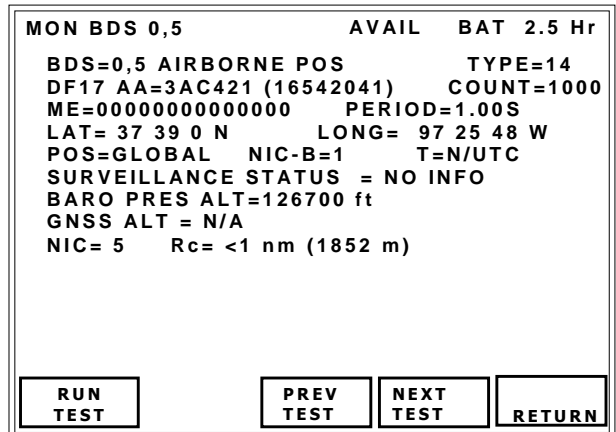 MON BDS 0,5 AVAIL BAT 2.5 Hr
BDS=0,5 AIRBORNE POS TYPE=14
DF17 AA=3AC421 (16542041) COUNT=1000
ME=00000000000000 PERIOD=1.00S
LAT= 37 39 0 N LONG= 97 25 48 W
POS=GLOBAL NIC-B=1 T=N/UTC
SURVEILLANCE STATUS = NO INFO
BARO PRES ALT=126700 ft
GNSS ALT = N/A
NIC= 5 Rc= <1 nm (1852 m)
RUN TEST
PREV TEST
NEXT TEST
RETURN